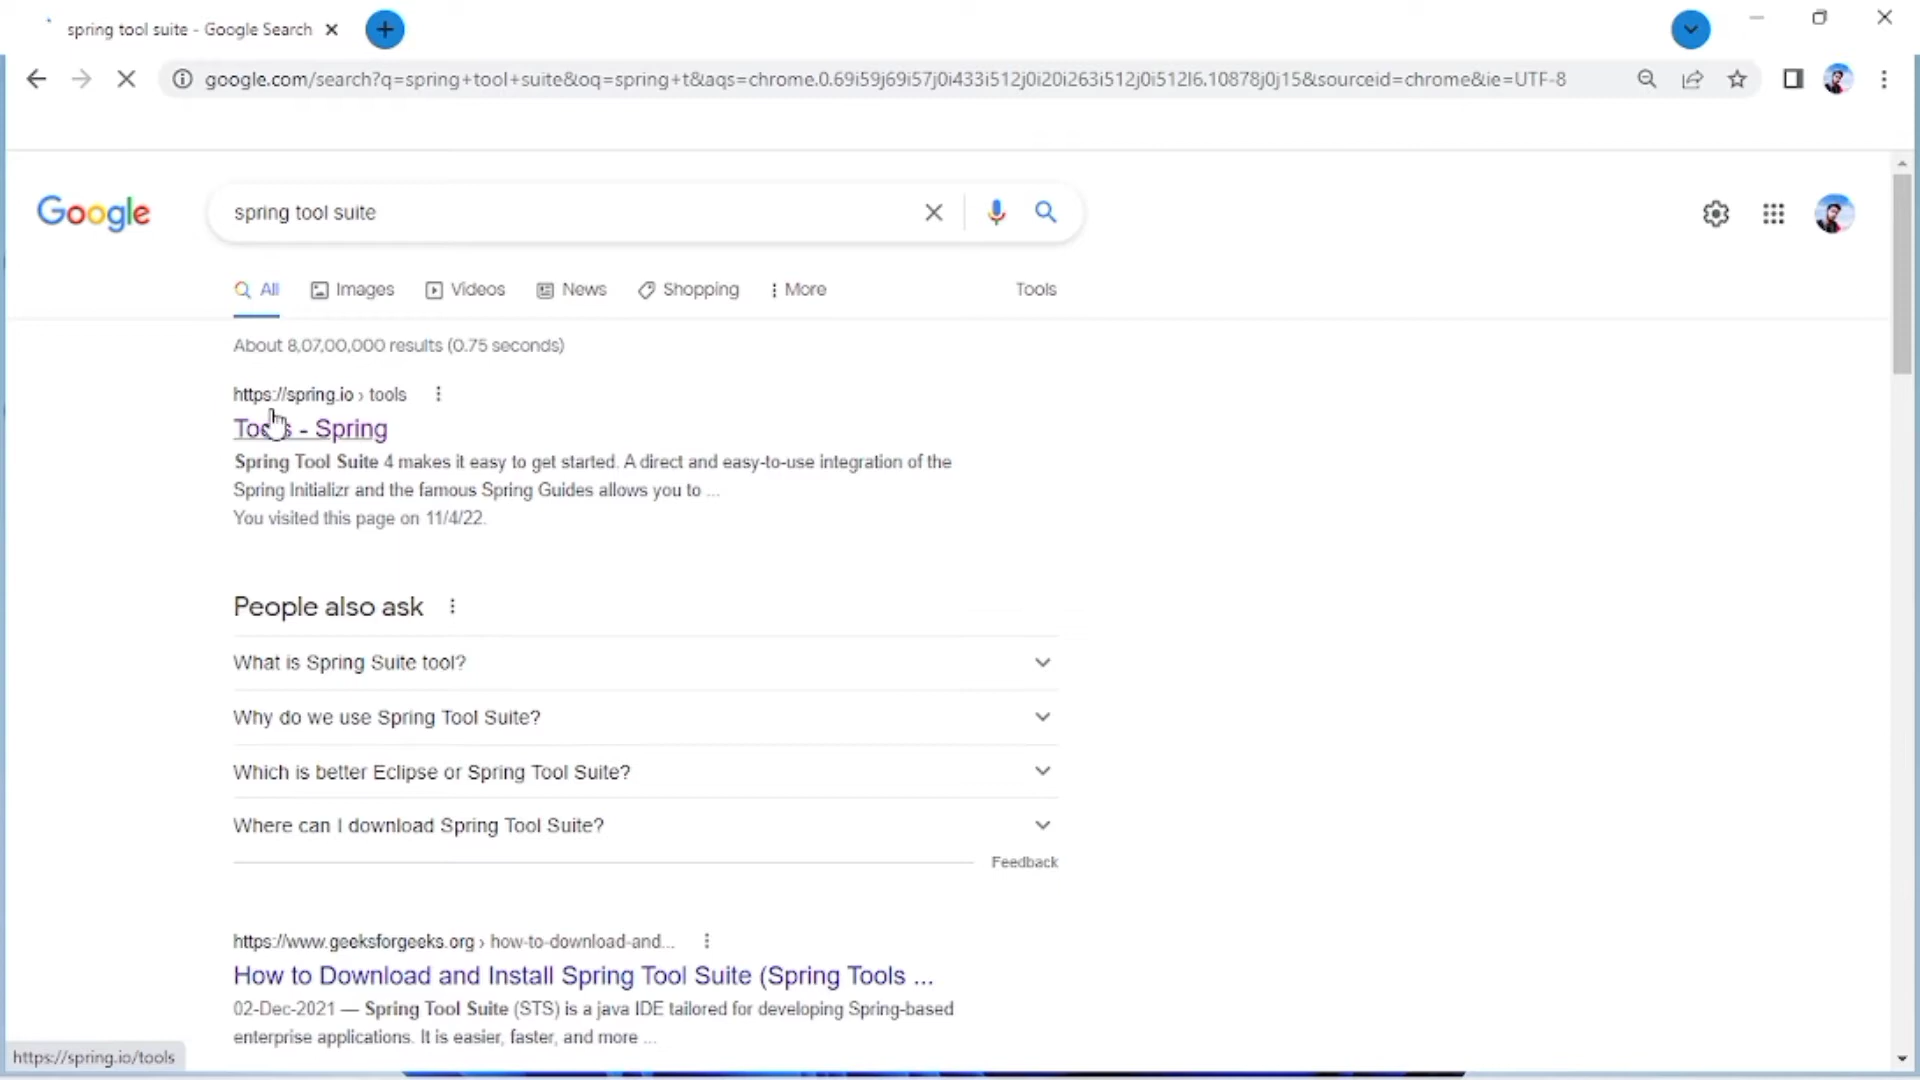 spring tool suite - Google Search
google.com/search?q=spring+tool+suite&oq=spring+t&aqs=chrome.0.69i59j69i57j0i433i512j0i20i263i512j0i512l6.10878j0j15&sourceid=chrome&ie=UTF-8
Google
spring tool suite
All Images Videos News Shopping More Tools
About 8,07,00,000 results (0.75 seconds)
https://spring.io › tools
Tools - Spring
Spring Tool Suite 4 makes it easy to get started. A direct and easy-to-use integration of the
Spring Initializr and the famous Spring Guides allows you to ...
You visited this page on 11/4/22.
People also ask
What is Spring Suite tool?
Why do we use Spring Tool Suite?
Which is better Eclipse or Spring Tool Suite?
Where can I download Spring Tool Suite?
Feedback
https://www.geeksforgeeks.org › how-to-download-and...
How to Download and Install Spring Tool Suite (Spring Tools ...
02-Dec-2021 — Spring Tool Suite (STS) is a java IDE tailored for developing Spring-based
enterprise applications. It is easier, faster, and more ...
https://spring.io/tools